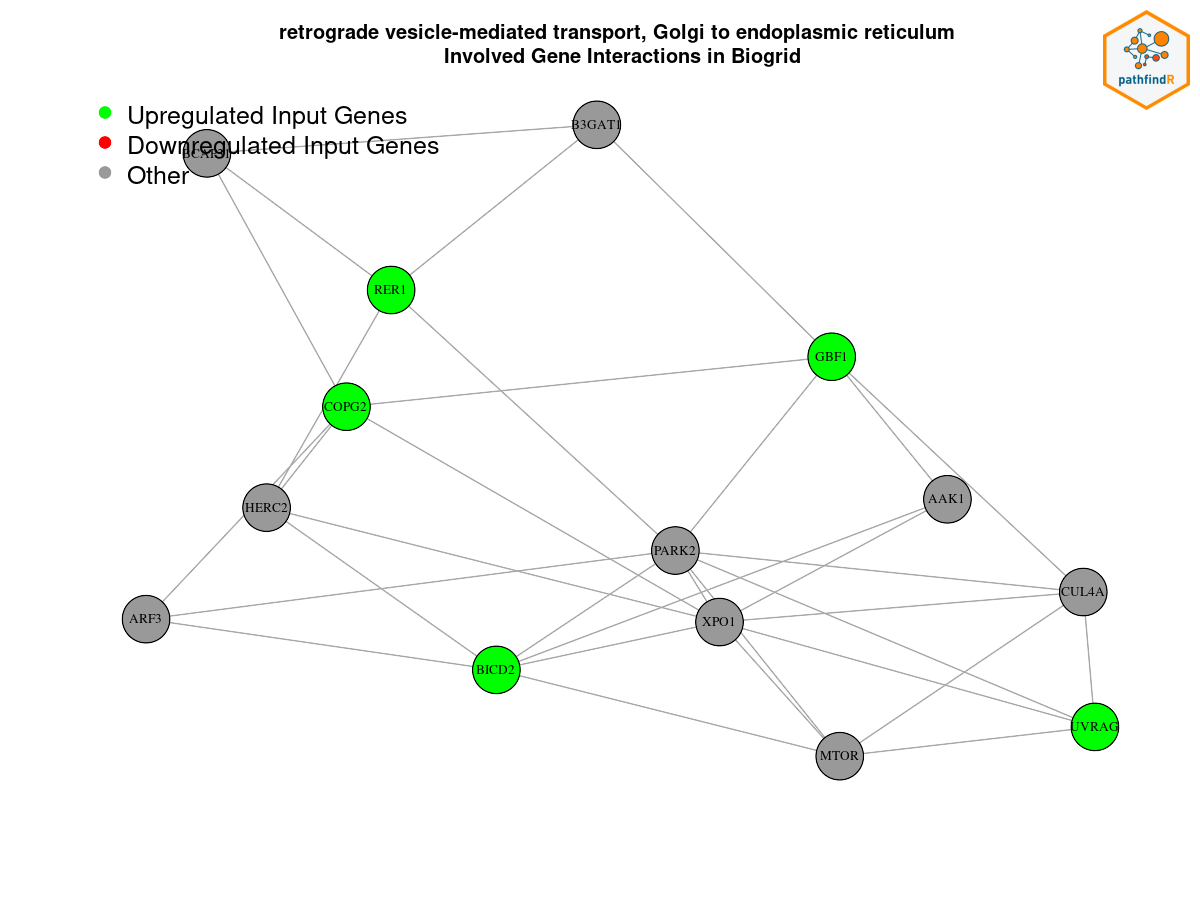 retrograde vesicle-mediated transport, Golgi to endoplasmic reticulum
Involved Gene Interactions in Biogrid
pathfindR
Upregulated Input Genes
Downregulated Input Genes
Other
B3GAT1
RER1
GBF1
COPG2
AAK1
HERC2
PARK2
CUL4A
ARF3
XPO1
BICD2
UVRAG
MTOR